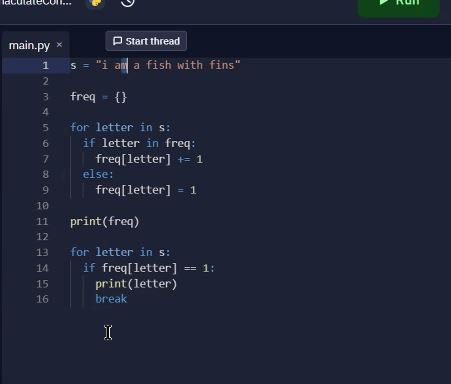 Run
main.py ×
Start thread
1 s = "i am a fish with fins"
2
3 freq = {}
4
5 for letter in s:
6   if letter in freq:
7     freq[letter] += 1
8   else:
9     freq[letter] = 1
10
11 print(freq)
12
13 for letter in s:
14   if freq[letter] == 1:
15     print(letter)
16     break